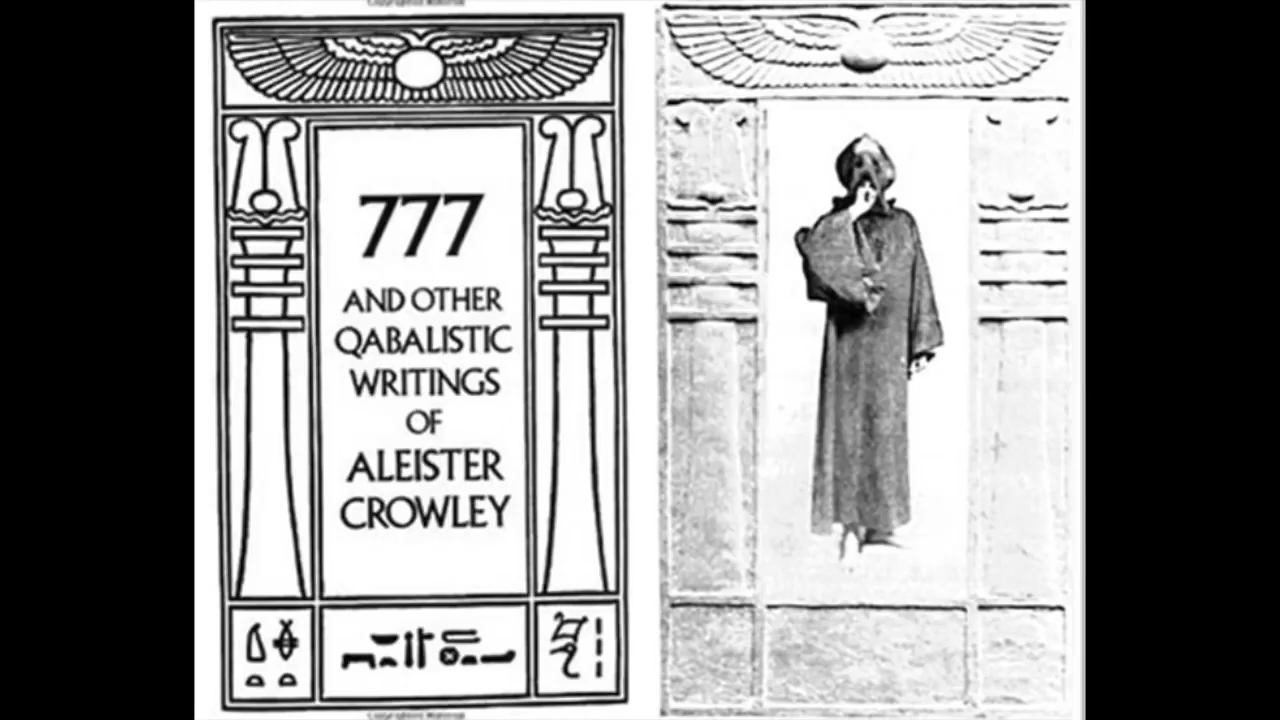 777
AND OTHER
QABALISTIC
WRITINGS
OF
ALEISTER
CROWLEY